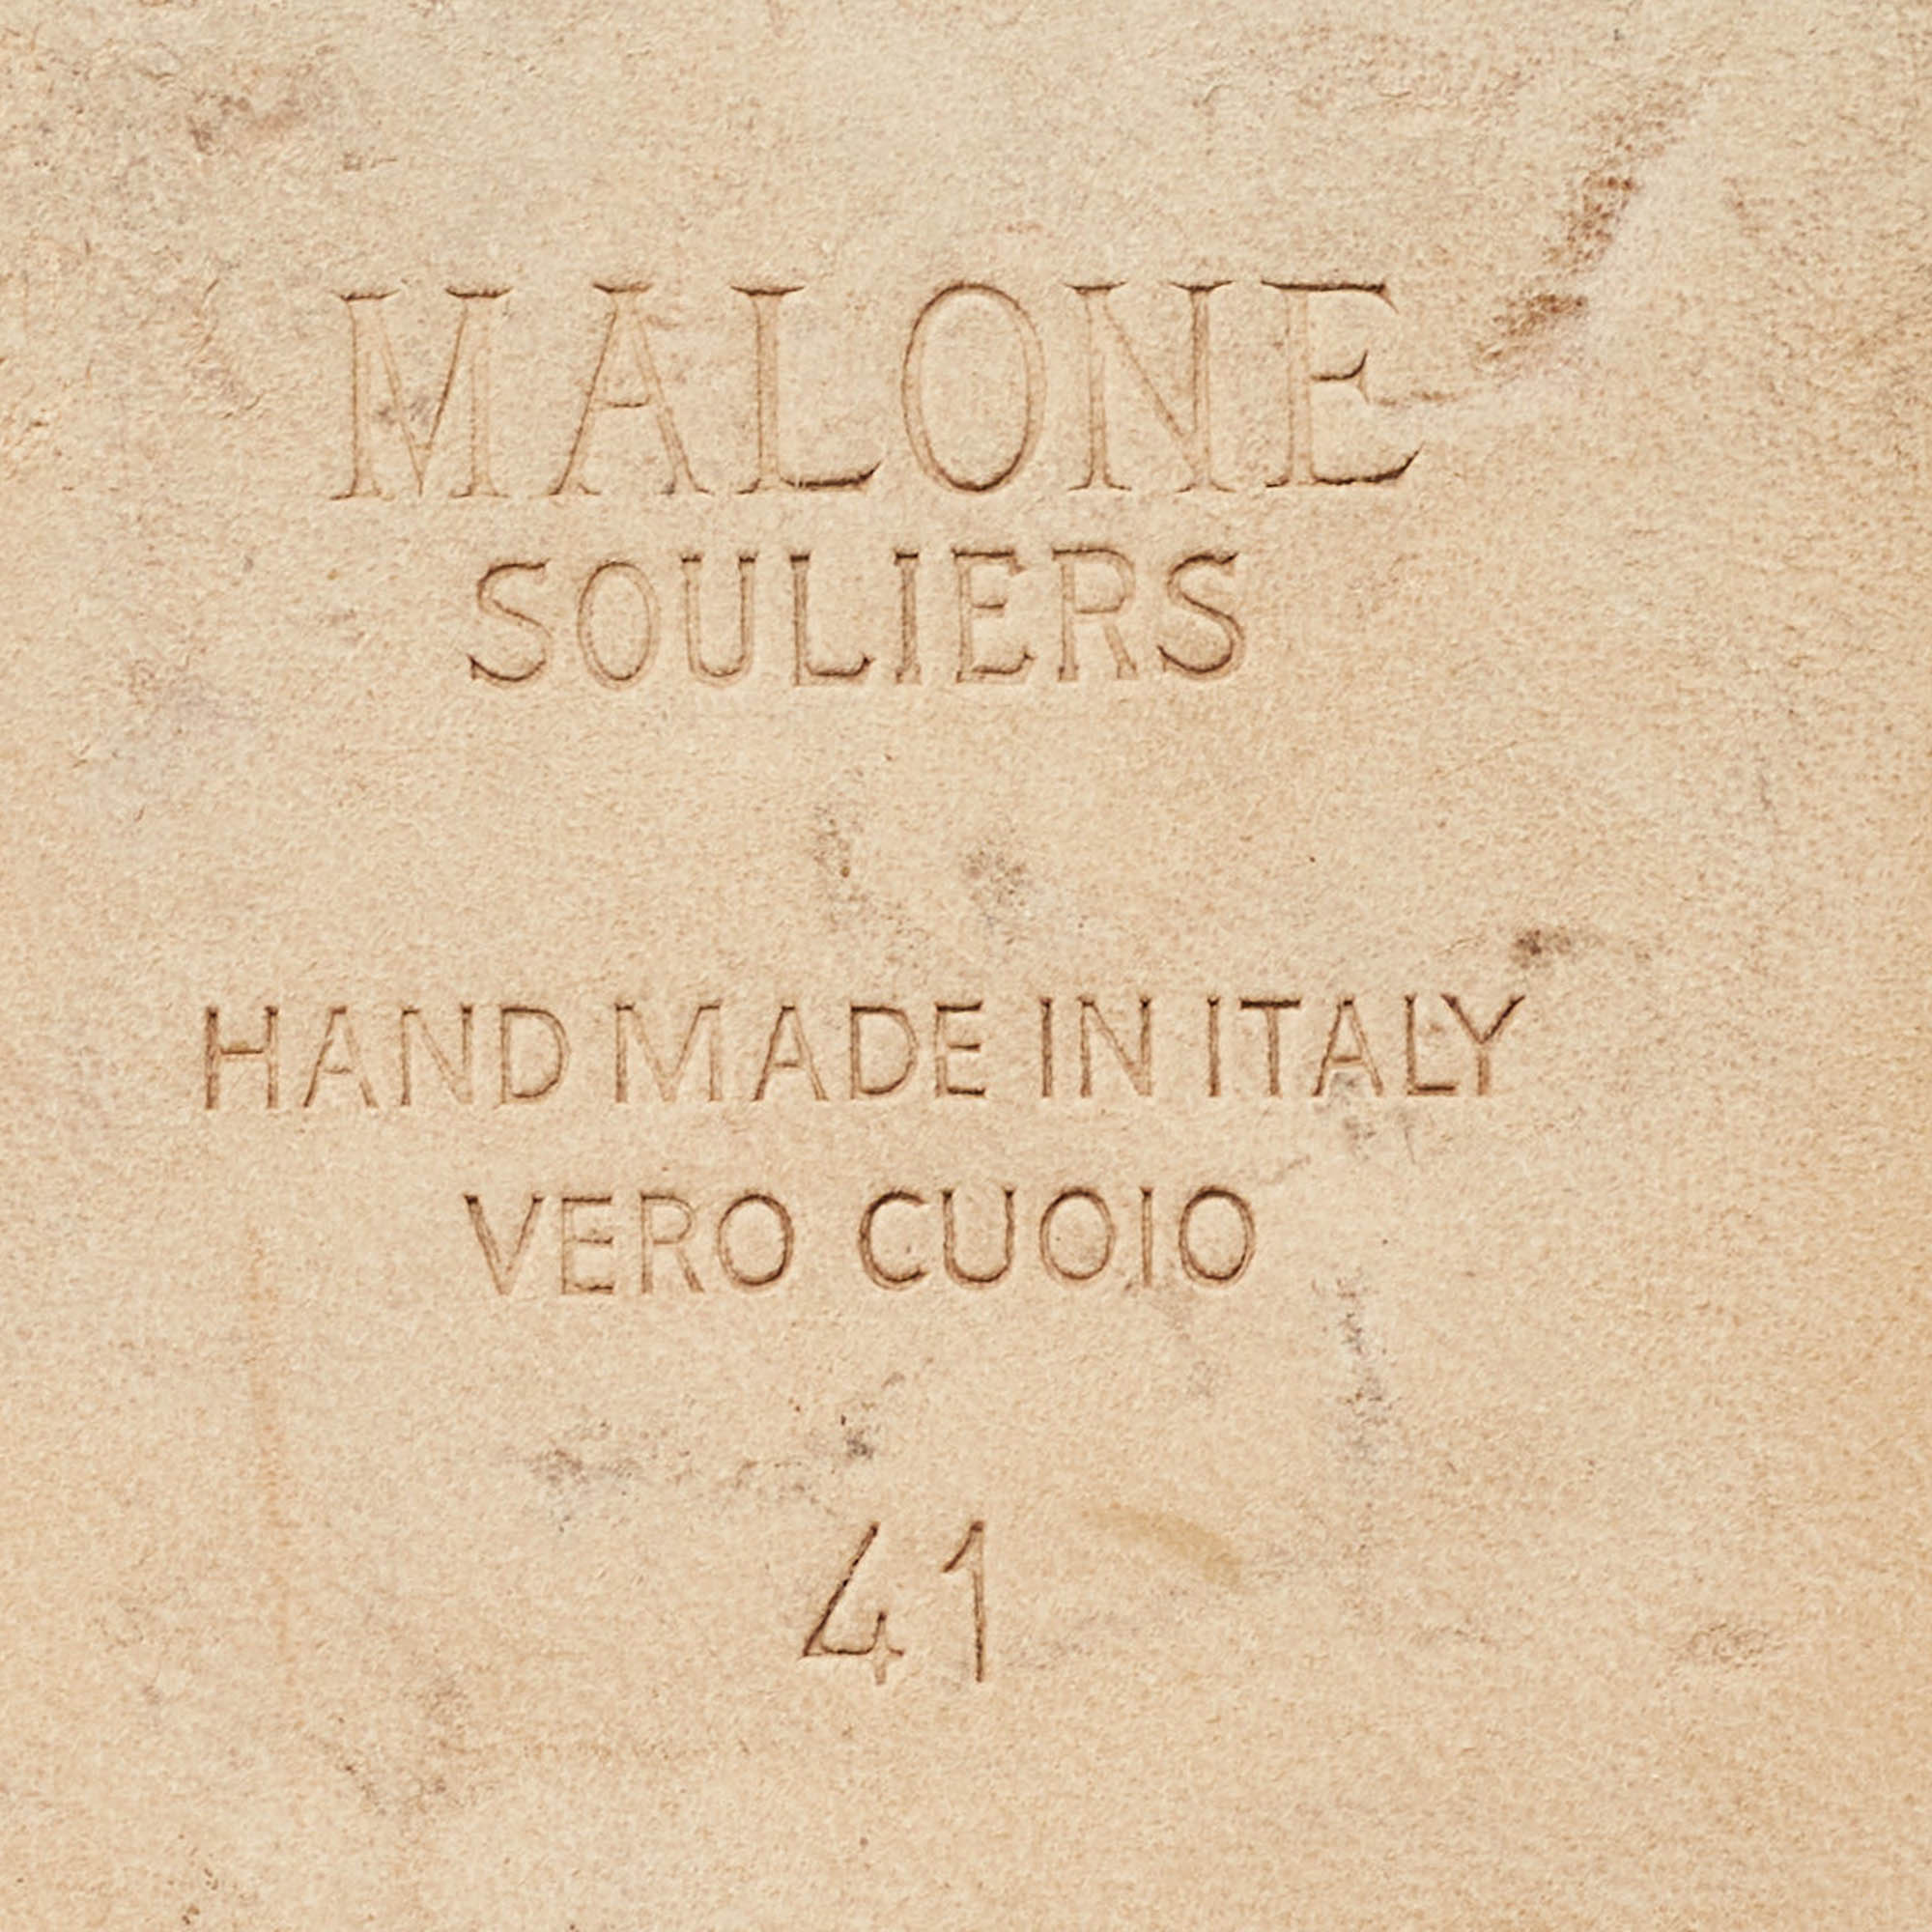 MALONE
SOULIERS
HAND MADE IN ITALY
VERO CUOIO
41